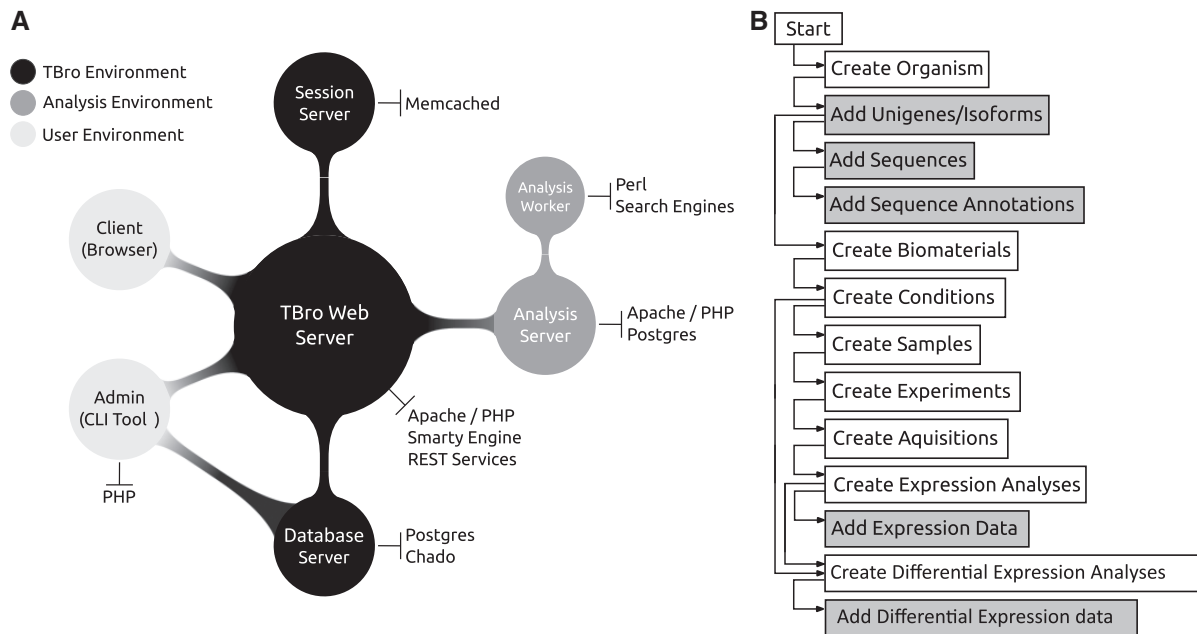 A
TBro Environment
Analysis Environment
User Environment
Session
Server
Memcached
Analysis
Worker
Perl
Search Engines
Client
(Browser)
TBro Web
Server
Analysis
Server
Apache / PHP
Postgres
Admin
(CLI Tool )
PHP
Apache / PHP
Smarty Engine
REST Services
Database
Server
Postgres
Chado
B
Start
Create Organism
Add Unigenes/Isoforms
Add Sequences
Add Sequence Annotations
Create Biomaterials
Create Conditions
Create Samples
Create Experiments
Create Aquisitions
Create Expression Analyses
Add Expression Data
Create Differential Expression Analyses
Add Differential Expression data